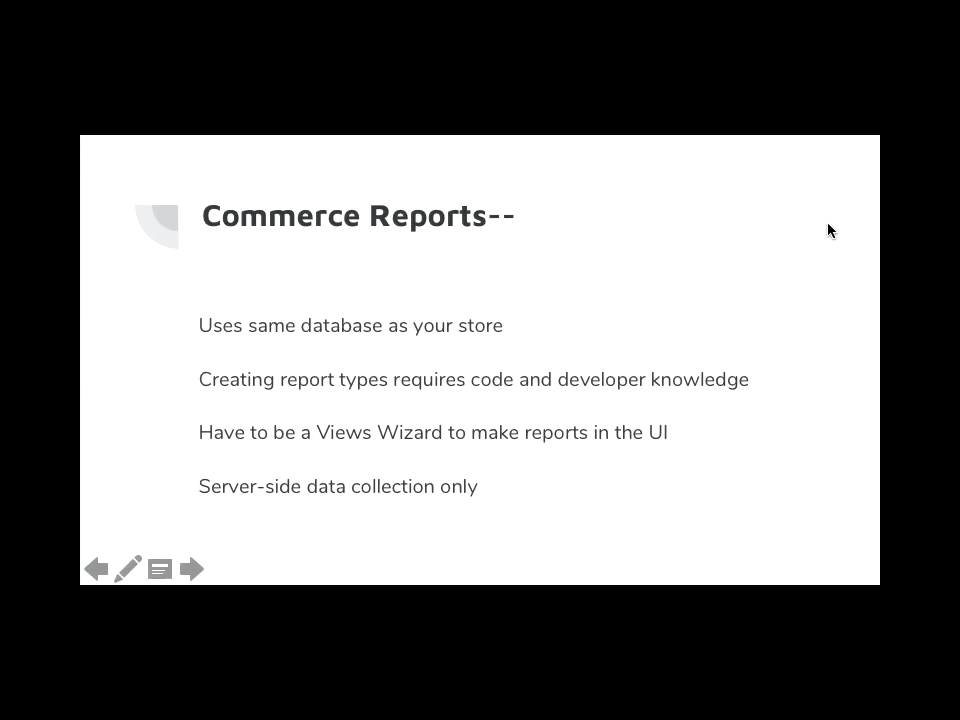 Commerce Reports--
Uses same database as your store
Creating report types requires code and developer knowledge
Have to be a Views Wizard to make reports in the UI
Server-side data collection only